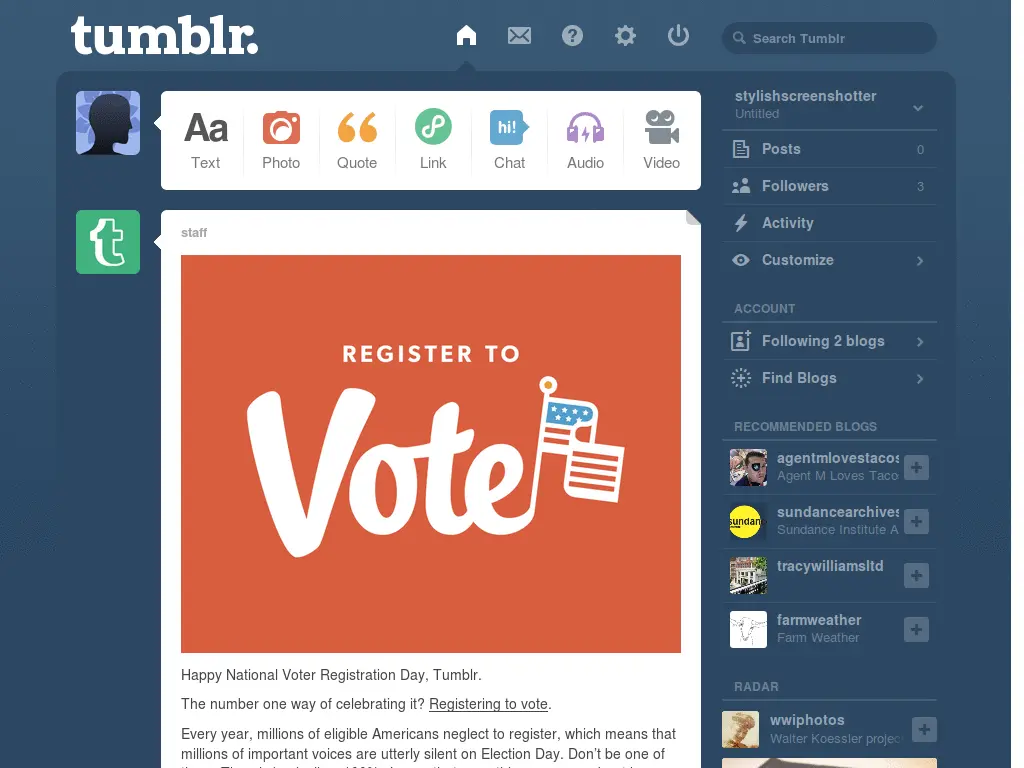 tumblr.
Search Tumblr
Aa
hi!
Text
Photo
Quote
Link
Chat
Audio
Video
staff
REGISTER TO
Vote
Happy National Voter Registration Day, Tumblr.
The number one way of celebrating it? Registering to vote.
Every year, millions of eligible Americans neglect to register, which means that
millions of important voices are utterly silent on Election Day. Don't be one of
stylishscreenshotter
Untitled
Posts 0
Followers 3
Activity
Customize
ACCOUNT
Following 2 blogs
Find Blogs
RECOMMENDED BLOGS
agentmlovestacos
Agent M Loves Taco
sundancearchives
Sundance Institute A
sundan
tracywilliamsltd
farmweather
Farm Weather
RADAR
wwiphotos
Walter Koessler projec